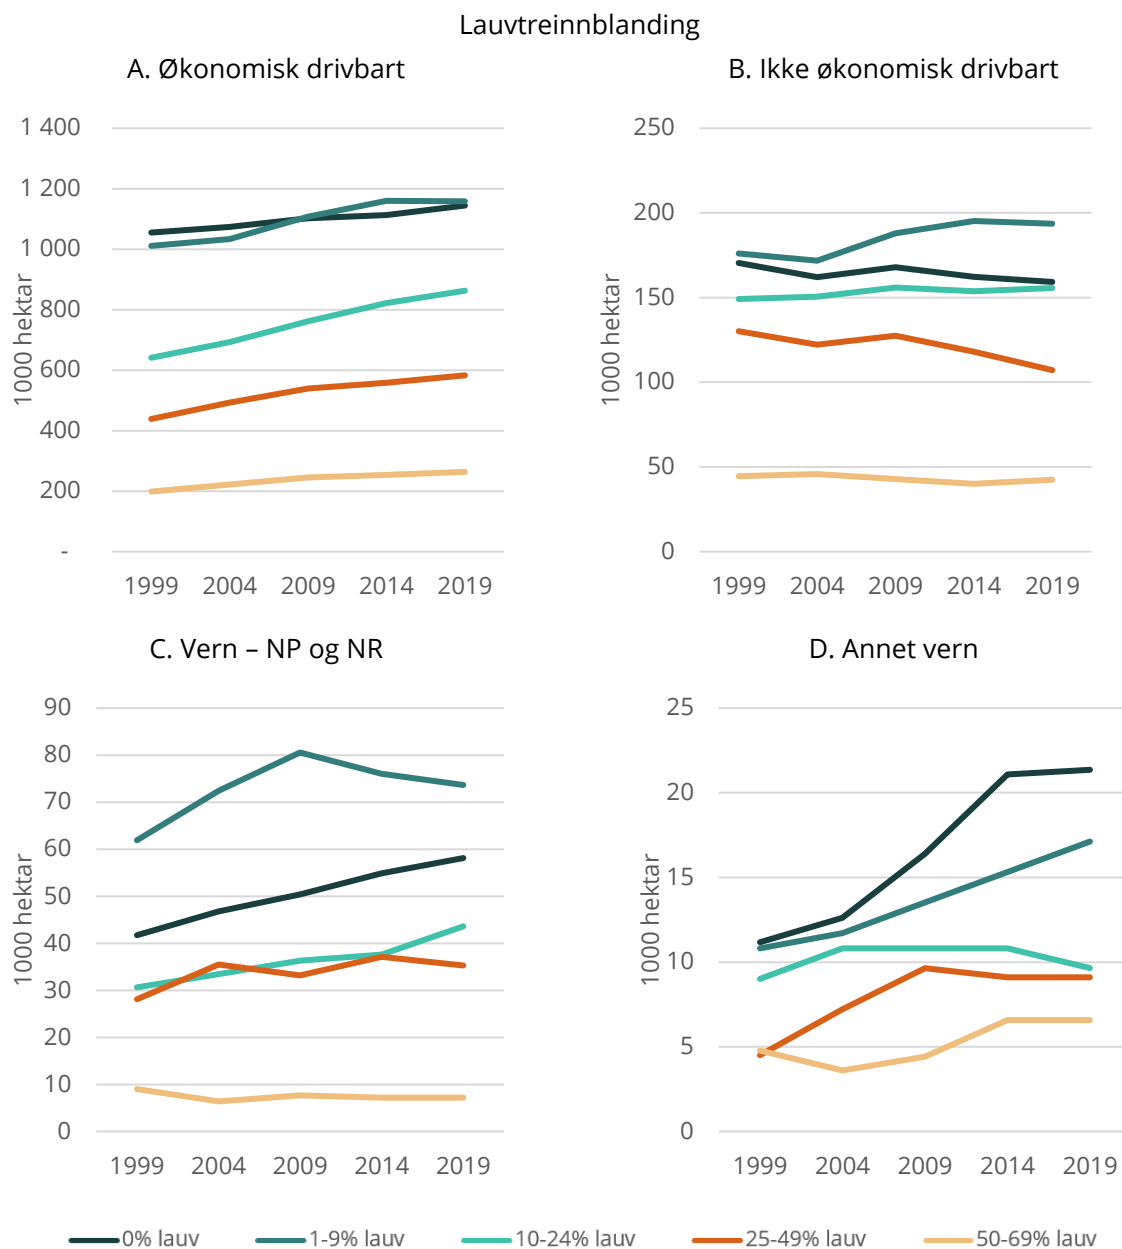 Lauvtreinnblanding
A. Økonomisk drivbart
1 400
1 200
1 000
800
600
400
200
-
1000 hektar
1999 2004 2009 2014 2019
B. Ikke økonomisk drivbart
250
200
150
100
50
0
1000 hektar
1999 2004 2009 2014 2019
C. Vern – NP og NR
90
80
70
60
50
40
30
20
10
0
1000 hektar
1999 2004 2009 2014 2019
D. Annet vern
25
20
15
10
5
0
1000 hektar
1999 2004 2009 2014 2019
0% lauv 1-9% lauv 10-24% lauv 25-49% lauv 50-69% lauv